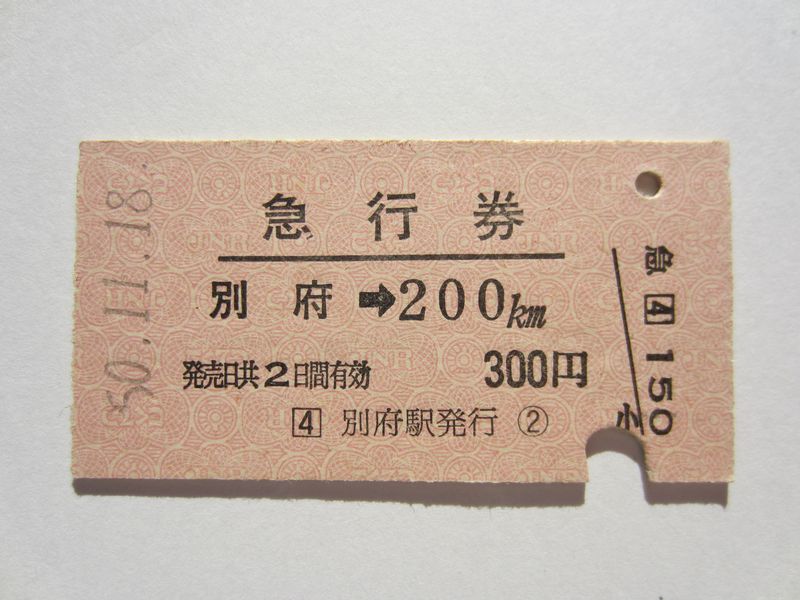 50.11.18.
急行券
別府➡200km
発売日共2日間有効 300円
4 別府駅発行 ②
急 4 150